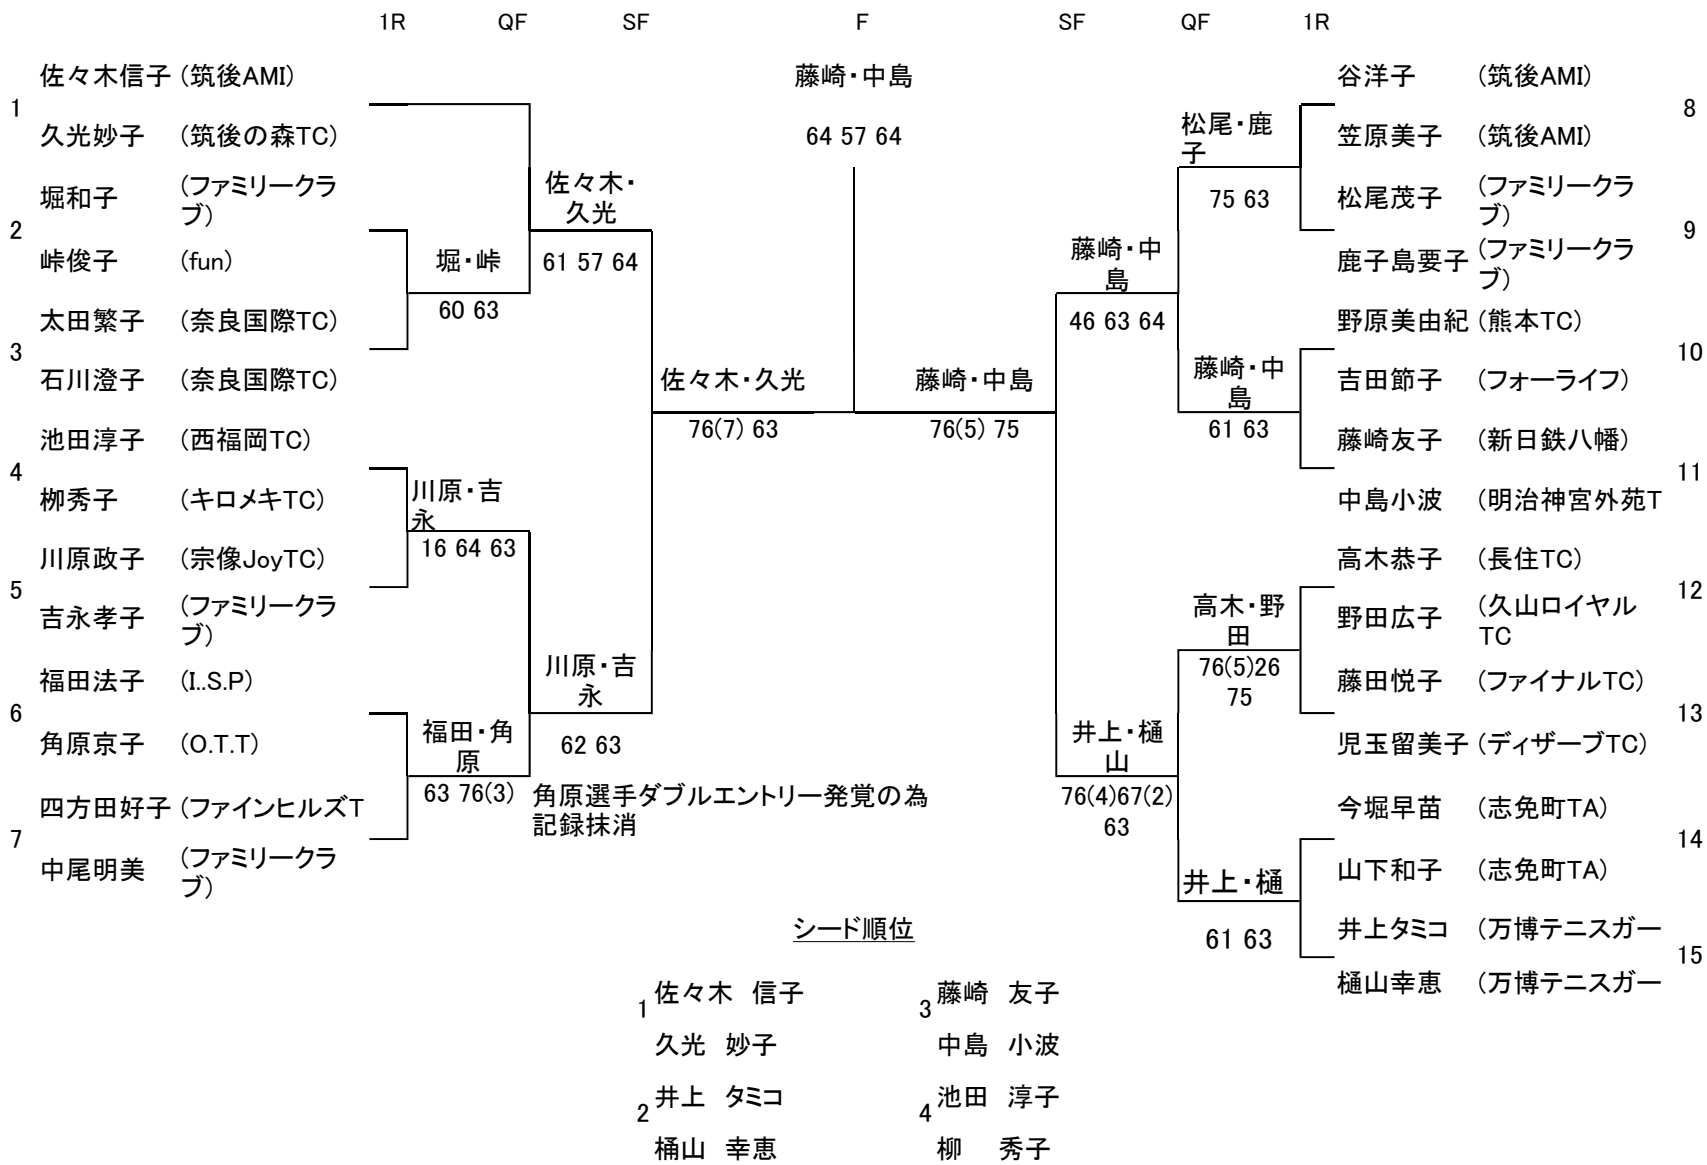 1R QF SF F SF QF 1R
佐々木信子 (筑後AMI)
1
久光妙子 (筑後の森TC)
堀和子 (ファミリークラ
ブ)
2
峠俊子 (fun)
太田繁子 (奈良国際TC)
3
石川澄子 (奈良国際TC)
池田淳子 (西福岡TC)
4
栁秀子 (キロメキTC)
川原政子 (宗像JoyTC)
5
吉永孝子 (ファミリークラ
ブ)
福田法子 (I..S.P)
6
角原京子 (O.T.T)
四方田好子 (ファインヒルズT
7
中尾明美 (ファミリークラ
ブ)
堀・峠
60 63
川原・吉
永
16 64 63
福田・角
原
63 76(3)
佐々木・
久光
61 57 64
川原・吉
永
62 63
角原選手ダブルエントリー発覚の為
記録抹消
佐々木・久光
76(7) 63
藤崎・中島
64 57 64
藤崎・中島
76(5) 75
藤崎・中
島
46 63 64
井上・樋
山
76(4)67(2)
63
松尾・鹿
子
75 63
藤崎・中
島
61 63
高木・野
田
76(5)26
75
井上・樋
61 63
谷洋子 (筑後AMI)
8
笠原美子 (筑後AMI)
松尾茂子 (ファミリークラ
ブ)
9
鹿子島要子 (ファミリークラ
ブ)
野原美由紀 (熊本TC)
10
吉田節子 (フォーライフ)
藤崎友子 (新日鉄八幡)
11
中島小波 (明治神宮外苑T
高木恭子 (長住TC)
12
野田広子 (久山ロイヤル
TC
藤田悦子 (ファイナルTC)
13
児玉留美子 (ディザーブTC)
今堀早苗 (志免町TA)
14
山下和子 (志免町TA)
井上タミコ (万博テニスガー
15
樋山幸恵 (万博テニスガー
シード順位
1 佐々木 信子
久光 妙子
2 井上 タミコ
桶山 幸恵
3 藤崎 友子
中島 小波
4 池田 淳子
柳 秀子